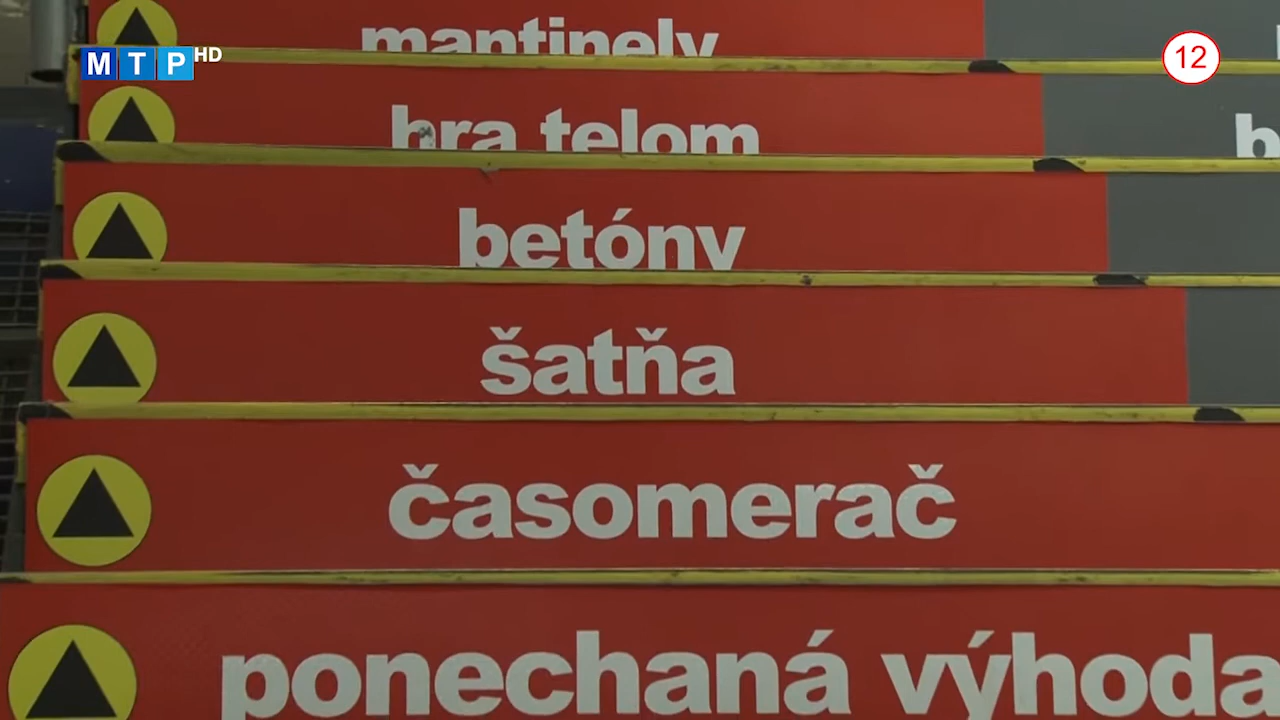 mantinely
MTP HD
12
hra telom
b
betóny
šatňa
časomerač
ponechaná výhoda